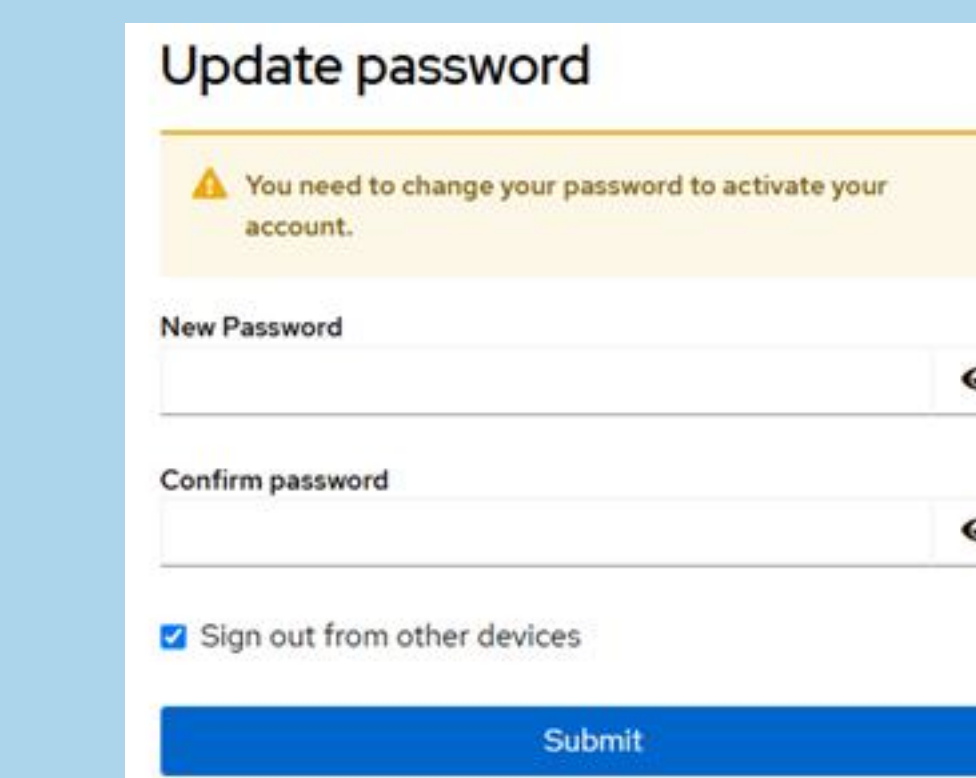 Update password
You need to change your password to activate your
account.
New Password
Confirm password
Sign out from other devices
Submit